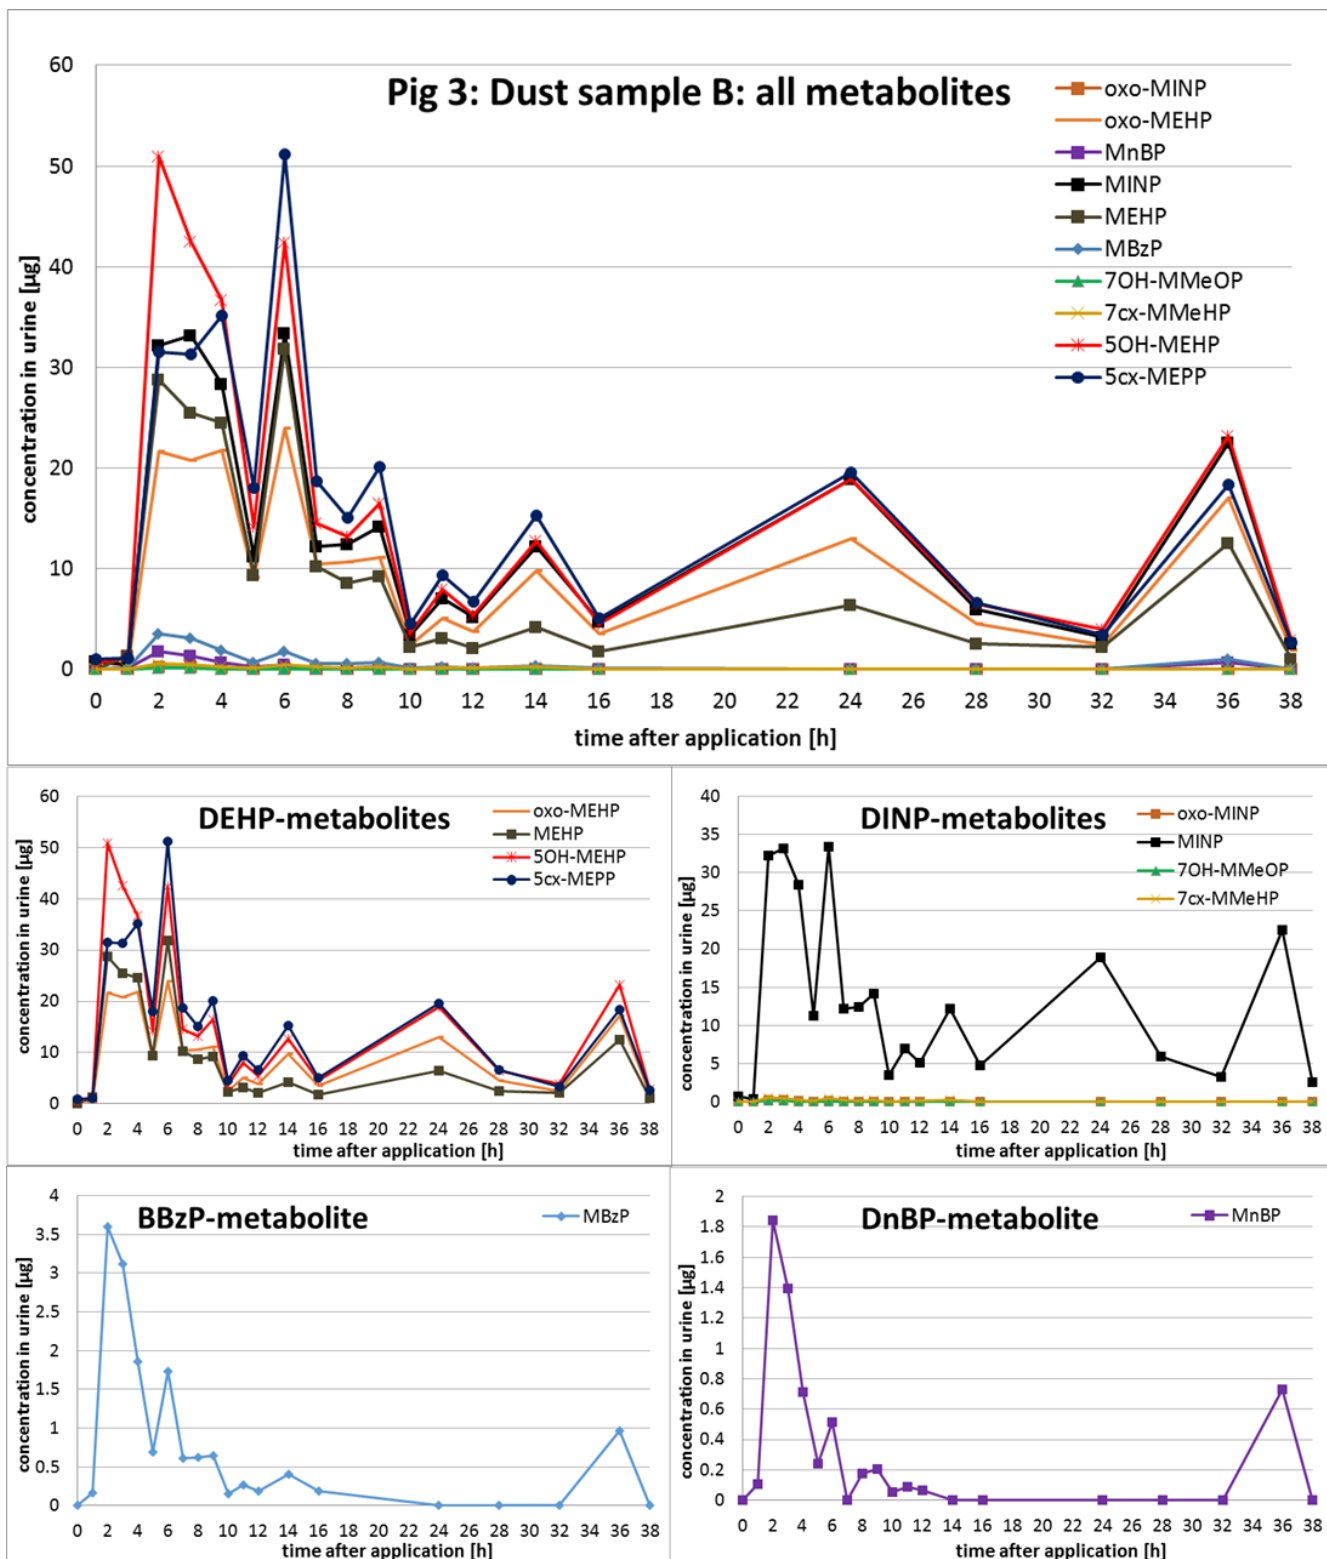 Pig 3: Dust sample B: all metabolites
60
50
40
30
20
10
0
concentration in urine [µg]
oxo-MINP
oxo-MEHP
MnBP
MINP
MEHP
MBzP
7OH-MMeOP
7cx-MMeHP
5OH-MEHP
5cx-MEPP
0 2 4 6 8 10 12 14 16 18 20 22 24 26 28 30 32 34 36 38
time after application [h]
DEHP-metabolites
60
50
40
30
20
10
0
concentration in urine [µg]
oxo-MEHP
MEHP
5OH-MEHP
5cx-MEPP
0 2 4 6 8 10 12 14 16 18 20 22 24 26 28 30 32 34 36 38
time after application [h]
DINP-metabolites
40
35
30
25
20
15
10
5
0
concentration in urine [µg]
oxo-MINP
MINP
7OH-MMeOP
7cx-MMeHP
0 2 4 6 8 10 12 14 16 18 20 22 24 26 28 30 32 34 36 38
time after application [h]
BBzP-metabolite
4
3.5
3
2.5
2
1.5
1
0.5
0
concentration in urine [µg]
MBzP
0 2 4 6 8 10 12 14 16 18 20 22 24 26 28 30 32 34 36 38
time after application [h]
DnBP-metabolite
2
1.8
1.6
1.4
1.2
1
0.8
0.6
0.4
0.2
0
concentration in urine [µg]
MnBP
0 2 4 6 8 10 12 14 16 18 20 22 24 26 28 30 32 34 36 38
time after application [h]